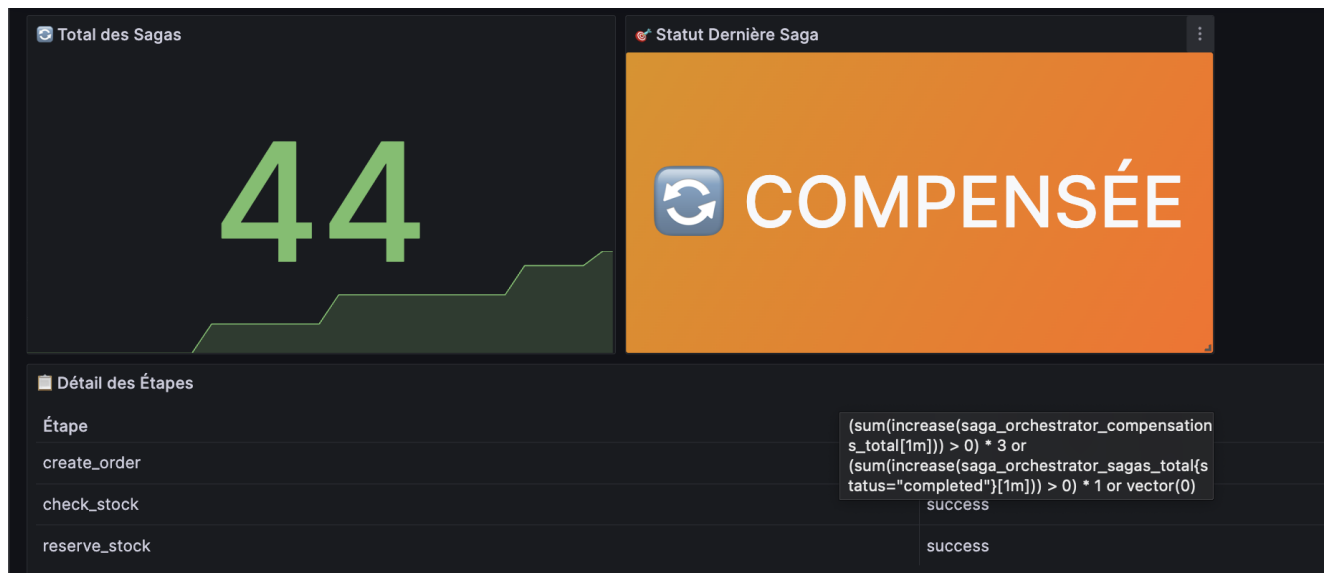 🔄 Total des Sagas
🎯 Statut Dernière Saga
44
🔄 COMPENSÉE
📋 Détail des Étapes
Étape
(sum(increase(saga_orchestrator_compensation
s_total[1m])) > 0) * 3 or
(sum(increase(saga_orchestrator_sagas_total{s
tatus="completed"}[1m])) > 0) * 1 or vector(0)
create_order
check_stock
success
reserve_stock
success